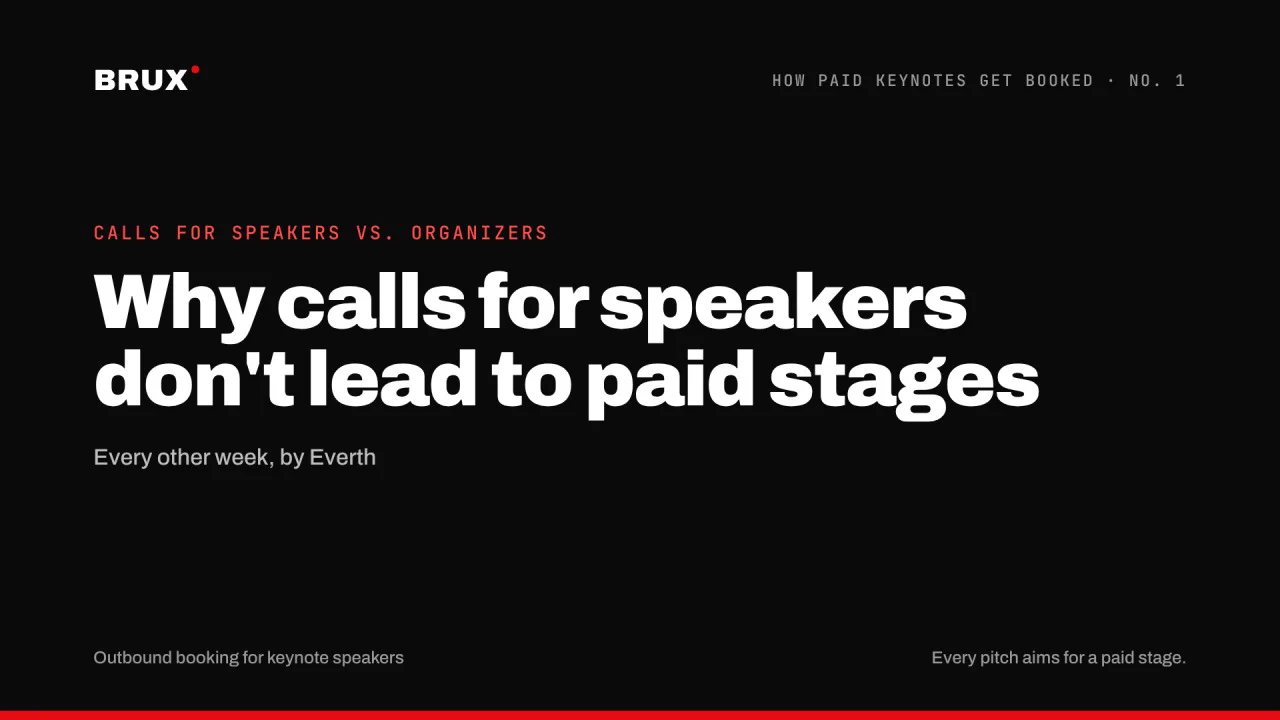 BRUX
HOW PAID KEYNOTES GET BOOKED · NO. 1
CALLS FOR SPEAKERS VS. ORGANIZERS
Why calls for speakers
don't lead to paid stages
Every other week, by Everth
Outbound booking for keynote speakers
Every pitch aims for a paid stage.